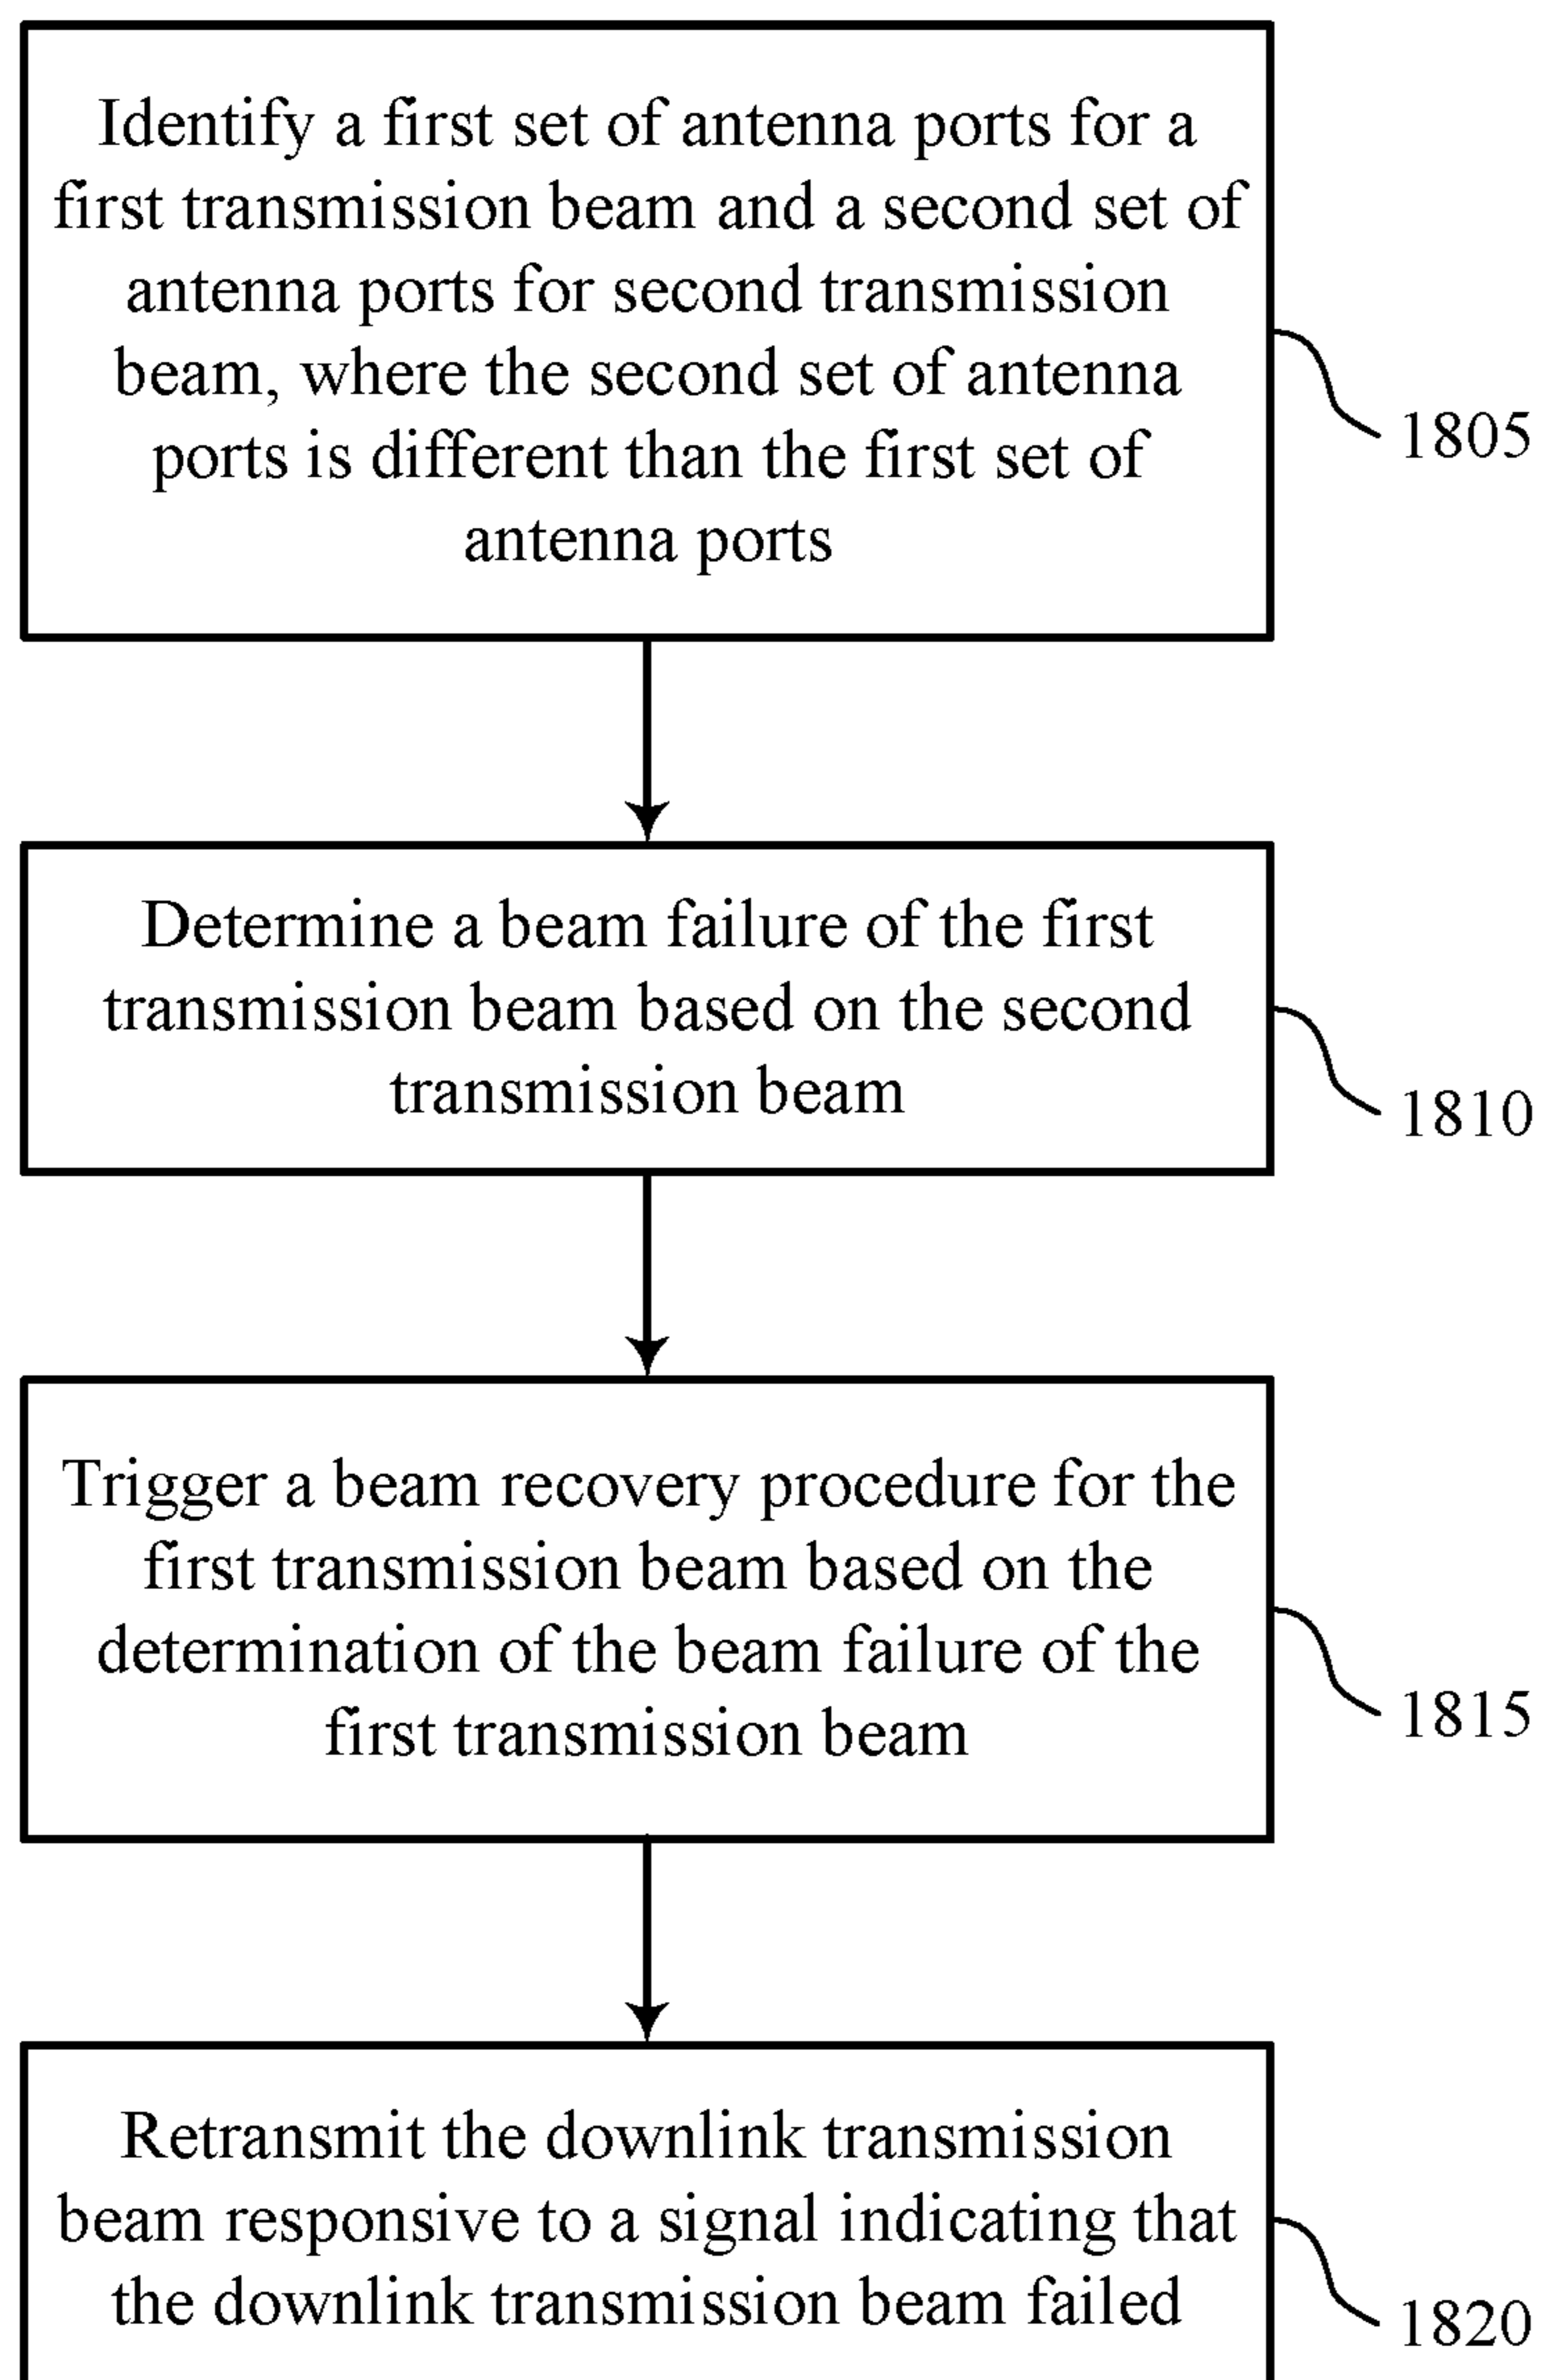 Identify a first set of antenna ports for a
first transmission beam and a second set of
antenna ports for second transmission
beam, where the second set of antenna
ports is different than the first set of
antenna ports
1805
Determine a beam failure of the first
transmission beam based on the second
transmission beam
1810
Trigger a beam recovery procedure for the
first transmission beam based on the
determination of the beam failure of the
first transmission beam
1815
Retransmit the downlink transmission
beam responsive to a signal indicating that
the downlink transmission beam failed
1820